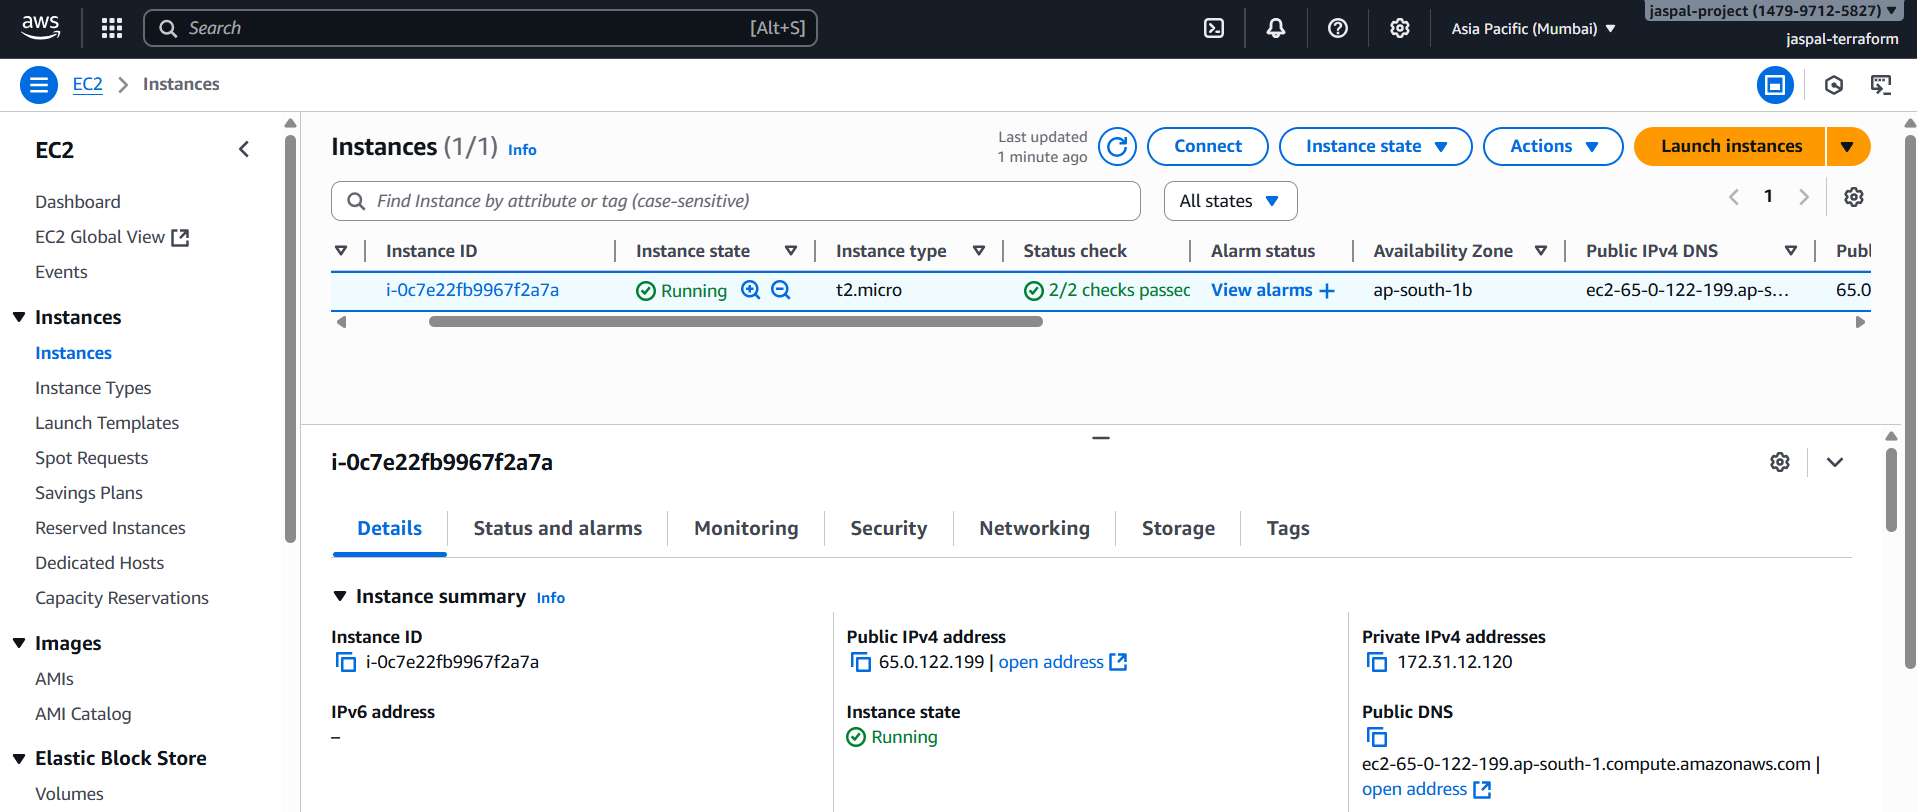 aws
Search [Alt+S]
Asia Pacific (Mumbai)
jaspal-project (1479-9712-5827)
jaspal-terraform
EC2 Instances
EC2
Dashboard
EC2 Global View
Events
Instances
Instances
Instance Types
Launch Templates
Spot Requests
Savings Plans
Reserved Instances
Dedicated Hosts
Capacity Reservations
Images
AMIs
AMI Catalog
Elastic Block Store
Volumes
Instances (1/1) Info
Last updated
1 minute ago
Connect
Instance state
Actions
Launch instances
Find Instance by attribute or tag (case-sensitive)
All states
1
Instance ID Instance state Instance type Status check Alarm status Availability Zone Public IPv4 DNS Publ
i-0c7e22fb9967f2a7a Running t2.micro 2/2 checks passec View alarms + ap-south-1b ec2-65-0-122-199.ap-s... 65.0
i-0c7e22fb9967f2a7a
Details Status and alarms Monitoring Security Networking Storage Tags
Instance summary Info
Instance ID
i-0c7e22fb9967f2a7a
Public IPv4 address
65.0.122.199 | open address
Private IPv4 addresses
172.31.12.120
IPv6 address
–
Instance state
Running
Public DNS
ec2-65-0-122-199.ap-south-1.compute.amazonaws.com |
open address